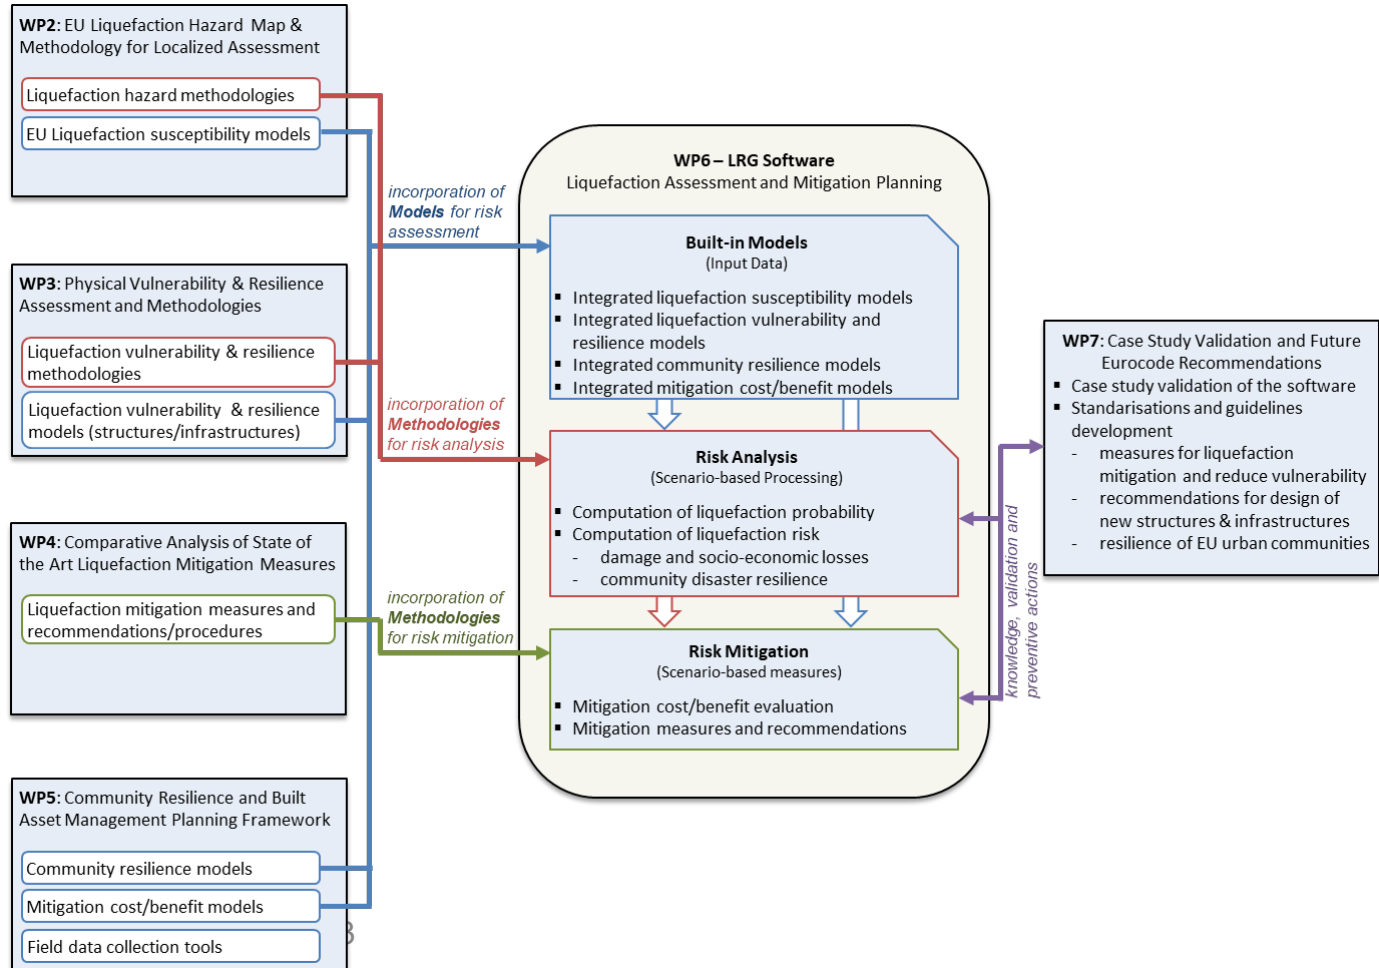 WP2: EU Liquefaction Hazard Map &
Methodology for Localized Assessment
Liquefaction hazard methodologies
EU Liquefaction susceptibility models
WP3: Physical Vulnerability & Resilience
Assessment and Methodologies
Liquefaction vulnerability & resilience
methodologies
Liquefaction vulnerability & resilience
models (structures/infrastructures)
WP4: Comparative Analysis of State of
the Art Liquefaction Mitigation Measures
Liquefaction mitigation measures and
recommendations/procedures
WP5: Community Resilience and Built
Asset Management Planning Framework
Community resilience models
Mitigation cost/benefit models
Field data collection tools
incorporation of
Models for risk
assessment
incorporation of
Methodologies
for risk analysis
incorporation of
Methodologies
for risk mitigation
WP6 – LRG Software
Liquefaction Assessment and Mitigation Planning
Built-in Models
(Input Data)
▪ Integrated liquefaction susceptibility models
▪ Integrated liquefaction vulnerability and
resilience models
▪ Integrated community resilience models
▪ Integrated mitigation cost/benefit models
Risk Analysis
(Scenario-based Processing)
▪ Computation of liquefaction probability
▪ Computation of liquefaction risk
- damage and socio-economic losses
- community disaster resilience
Risk Mitigation
(Scenario-based measures)
▪ Mitigation cost/benefit evaluation
▪ Mitigation measures and recommendations
knowledge, validation and
preventive actions
WP7: Case Study Validation and Future
Eurocode Recommendations
▪ Case study validation of the software
▪ Standarisations and guidelines
development
- measures for liquefaction
mitigation and reduce vulnerability
- recommendations for design of
new structures & infrastructures
- resilience of EU urban communities